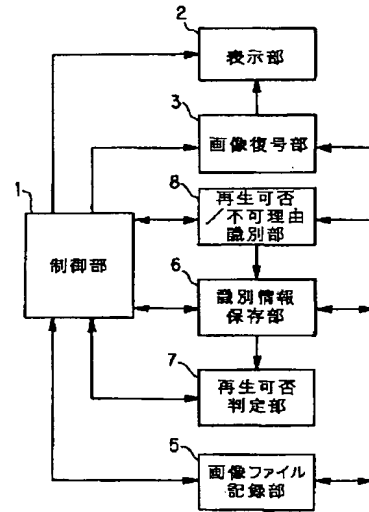 2
表示部
3
画像復号部
8
再生可否
／不可理由
識別部
1
制御部
6
識別情報
保存部
7
再生可否
判定部
5
画像ファイル
記録部